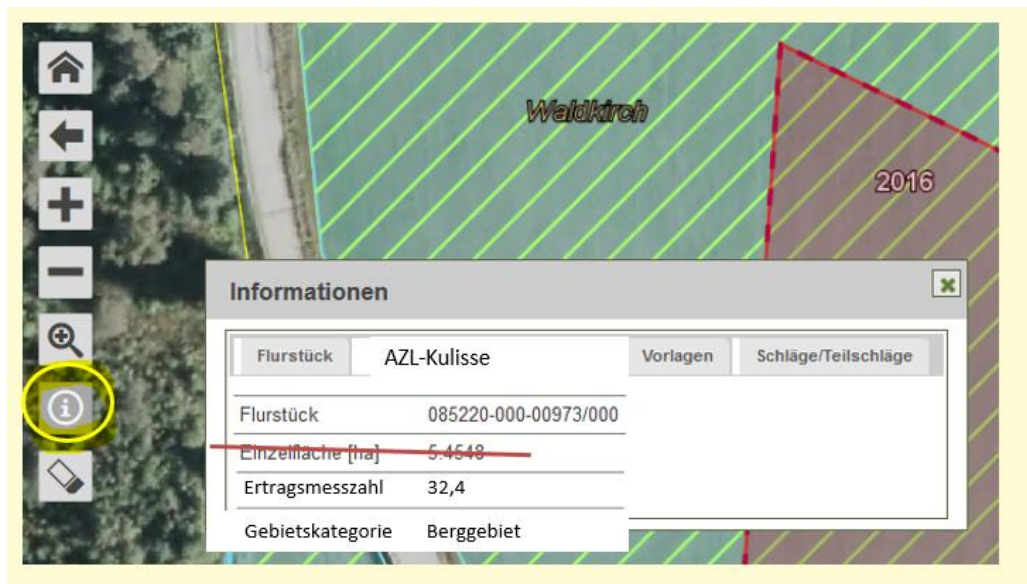 Waldkirch
2016
Informationen
Flurstück AZL-Kulisse Vorlagen Schläge/Teilschläge
Flurstück 085220-000-00973/000
Einzelfläche [ha] 5.4548
Ertragsmesszahl 32,4
Gebietskategorie Berggebiet